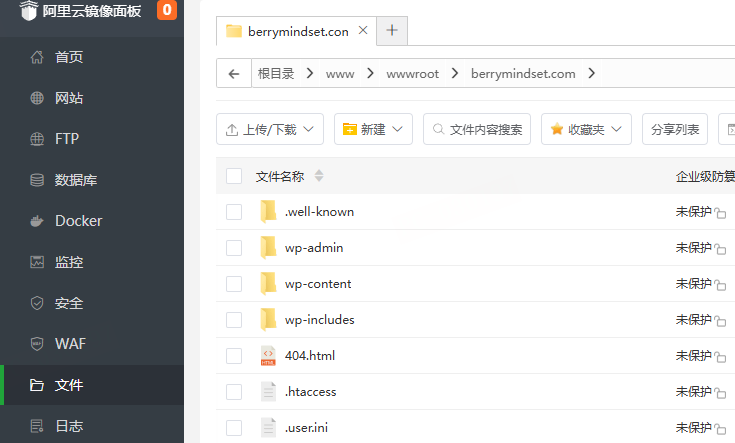 阿里云镜像面板 0
首页
网站
FTP
数据库
Docker
监控
安全
WAF
文件
日志
berrymindset.con
根目录 www wwwroot berrymindset.com
上传/下载 新建 文件内容搜索 收藏夹 分享列表
文件名称 企业级防篡
.well-known 未保护
wp-admin 未保护
wp-content 未保护
wp-includes 未保护
404.html 未保护
.htaccess 未保护
.user.ini 未保护